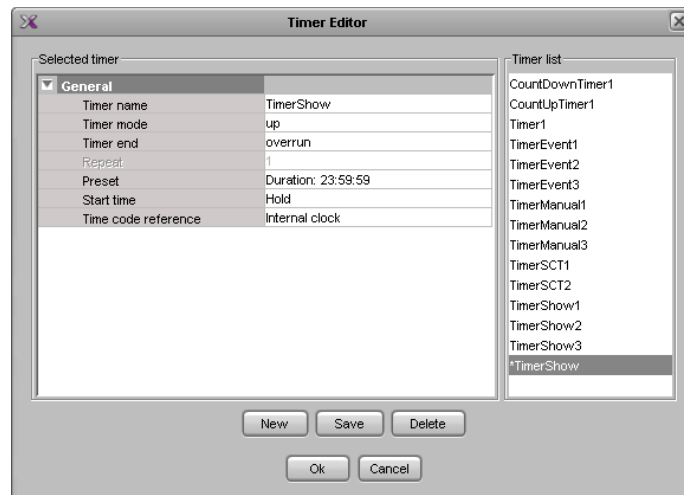 Timer Editor
Selected timer
General
Timer name TimerShow
Timer mode up
Timer end overrun
Repeat 1
Preset Duration: 23:59:59
Start time Hold
Time code reference Internal clock
Timer list
CountDownTimer1
CountUpTimer1
Timer1
TimerEvent1
TimerEvent2
TimerEvent3
TimerManual1
TimerManual2
TimerManual3
TimerSCT1
TimerSCT2
TimerShow1
TimerShow2
TimerShow3
*TimerShow
New Save Delete
Ok Cancel